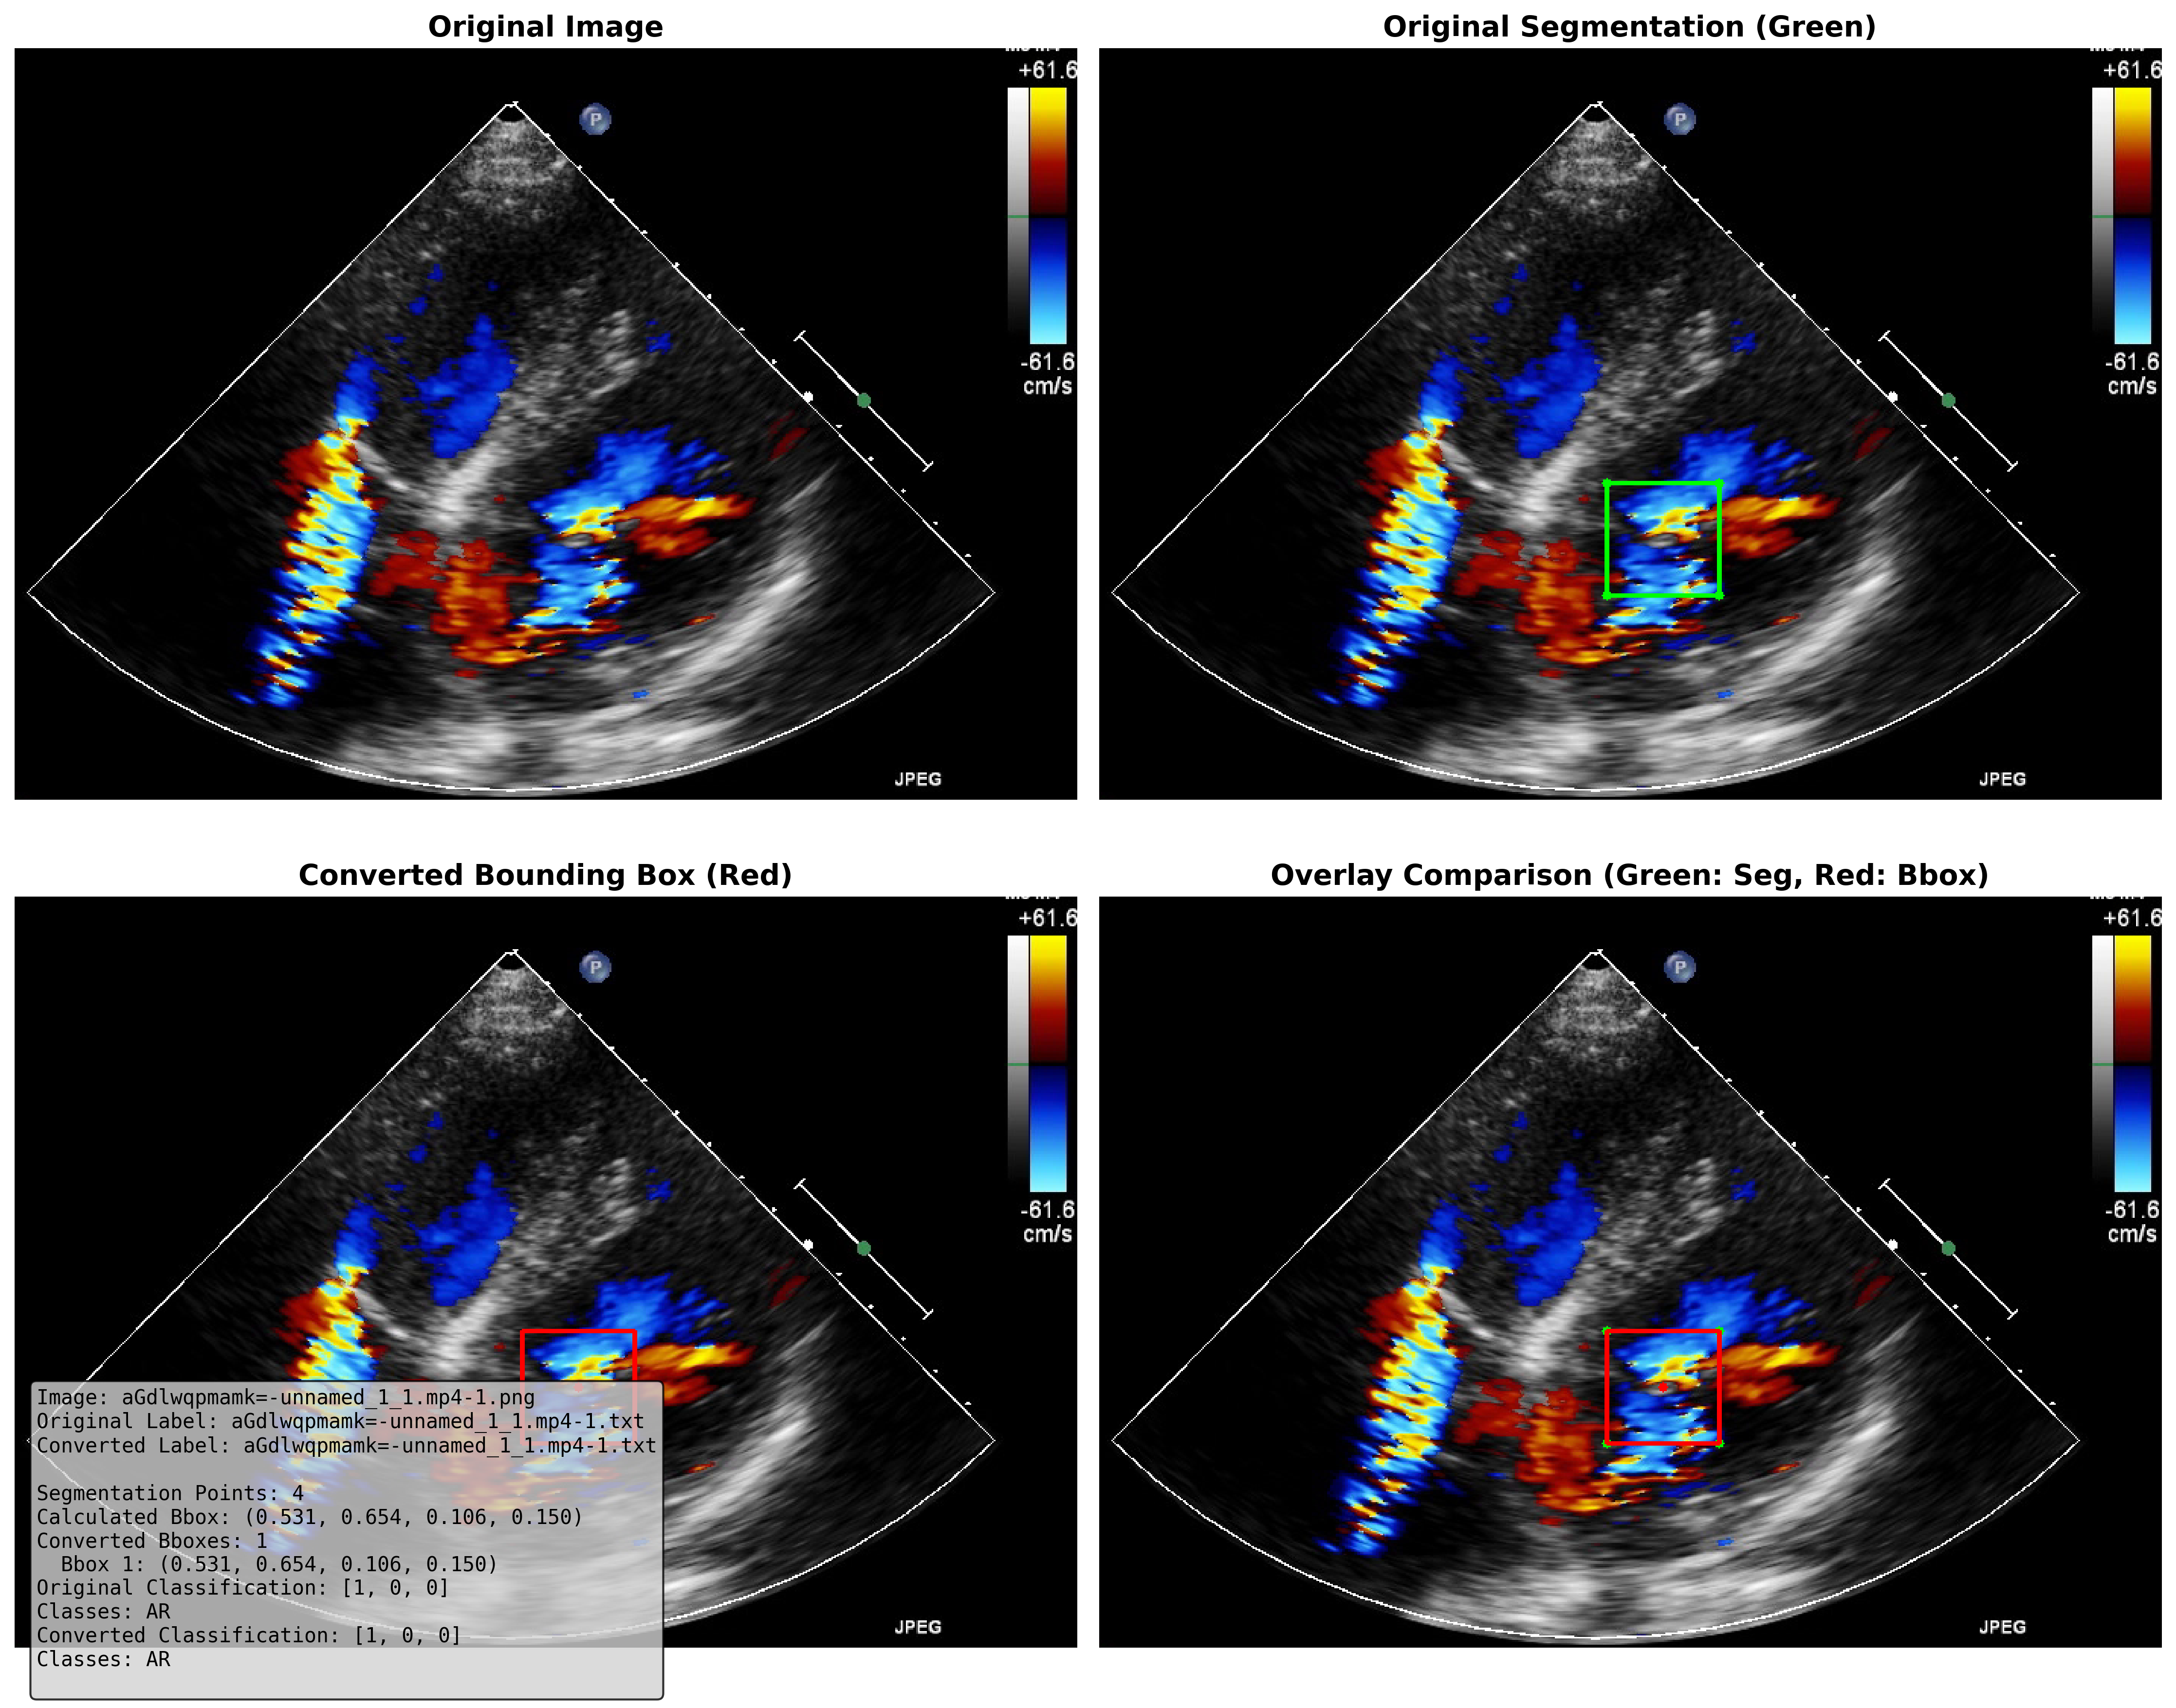 Original Image
+61.6
P
-61.6
cm/s
JPEG
Original Segmentation (Green)
+61.6
P
-61.6
cm/s
JPEG
Converted Bounding Box (Red)
+61.6
P
-61.6
cm/s
JPEG
Image: aGdlwqpmamk=-unnamed_1_1.mp4-1.png
Original Label: aGdlwqpmamk=-unnamed_1_1.mp4-1.txt
Converted Label: aGdlwqpmamk=-unnamed_1_1.mp4-1.txt
Segmentation Points: 4
Calculated Bbox: (0.531, 0.654, 0.106, 0.150)
Converted Bboxes: 1
Bbox 1: (0.531, 0.654, 0.106, 0.150)
Original Classification: [1, 0, 0]
Classes: AR
Converted Classification: [1, 0, 0]
Classes: AR
Overlay Comparison (Green: Seg, Red: Bbox)
+61.6
P
-61.6
cm/s
JPEG